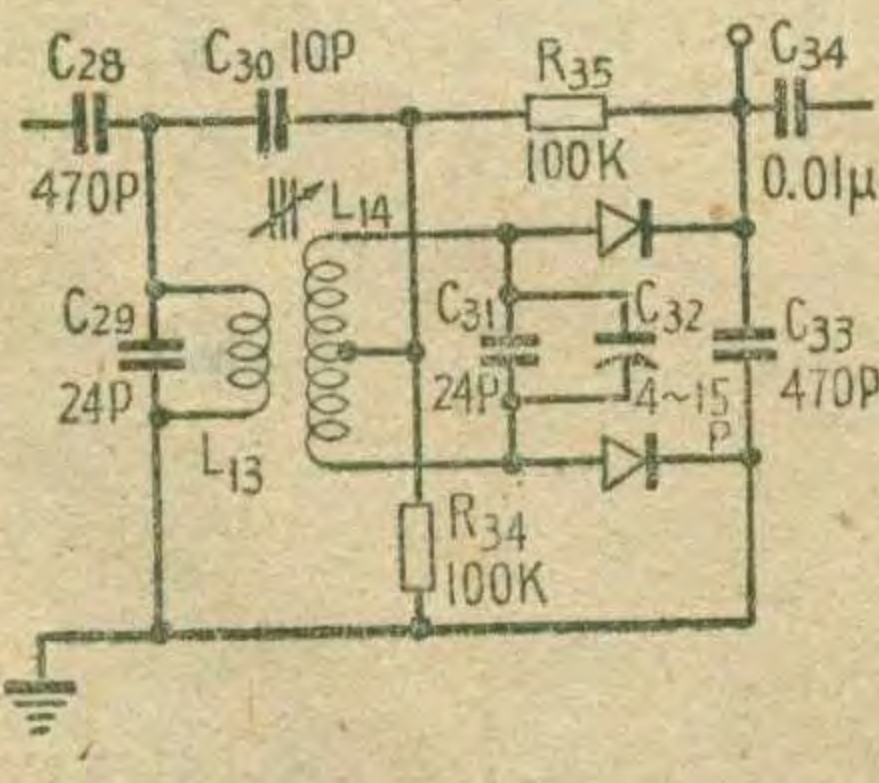 C28
470P
C30 10P
R35
100K
C34
0.01μ
L14
C29
24P
L13
C31
24P
C32
4~15
P
C33
470P
R34
100K